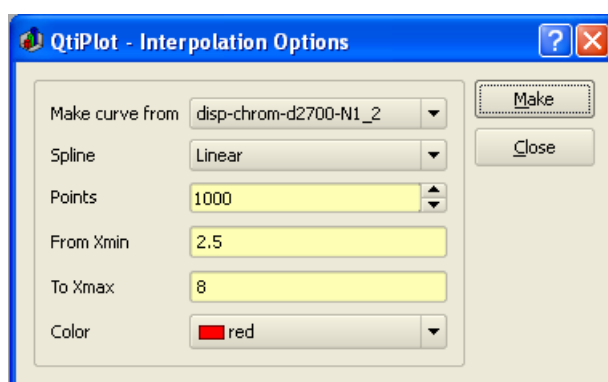 QtiPlot - Interpolation Options
?
Make curve from disp-chrom-d2700-N1_2
Make
Spline Linear
Close
Points 1000
From Xmin 2.5
To Xmax 8
Color red